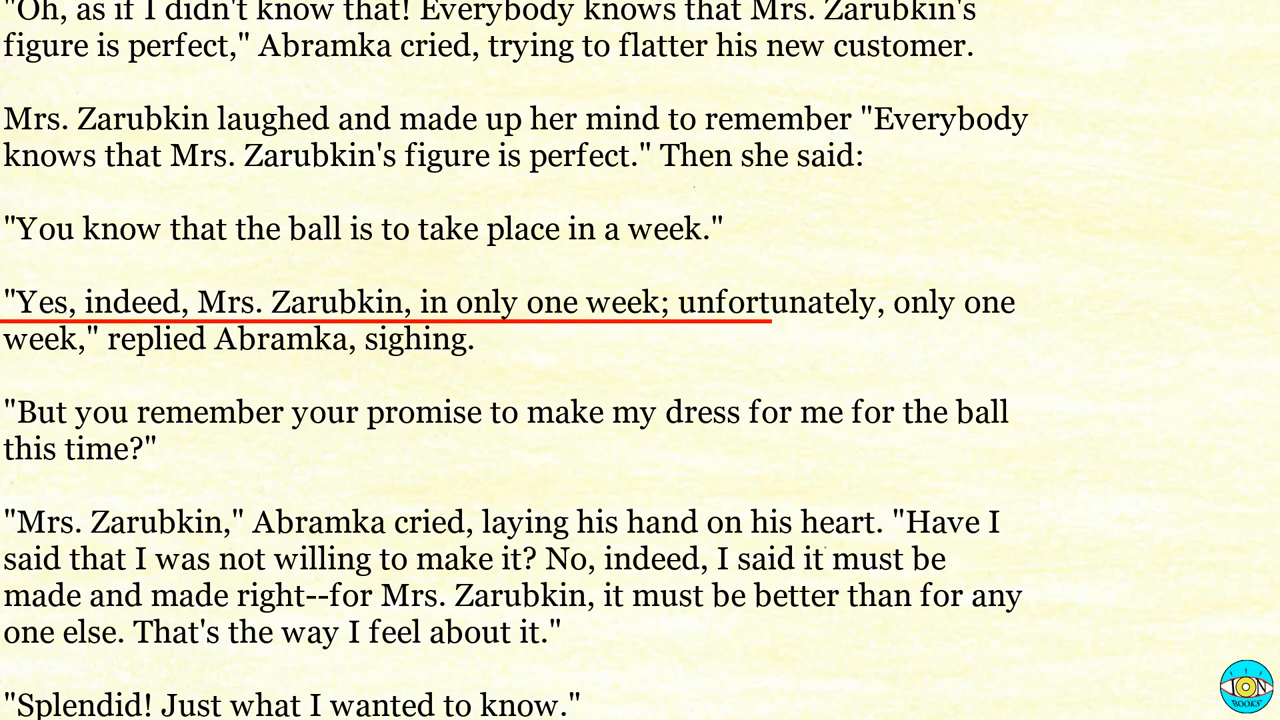 "Oh, as if I didn't know that! Everybody knows that Mrs. Zarubkin's
figure is perfect," Abramka cried, trying to flatter his new customer.
Mrs. Zarubkin laughed and made up her mind to remember "Everybody
knows that Mrs. Zarubkin's figure is perfect." Then she said:
"You know that the ball is to take place in a week."
"Yes, indeed, Mrs. Zarubkin, in only one week; unfortunately, only one
week," replied Abramka, sighing.
"But you remember your promise to make my dress for me for the ball
this time?"
"Mrs. Zarubkin," Abramka cried, laying his hand on his heart. "Have I
said that I was not willing to make it? No, indeed, I said it must be
made and made right--for Mrs. Zarubkin, it must be better than for any
one else. That's the way I feel about it."
"Splendid! Just what I wanted to know."
ION
BOOKS